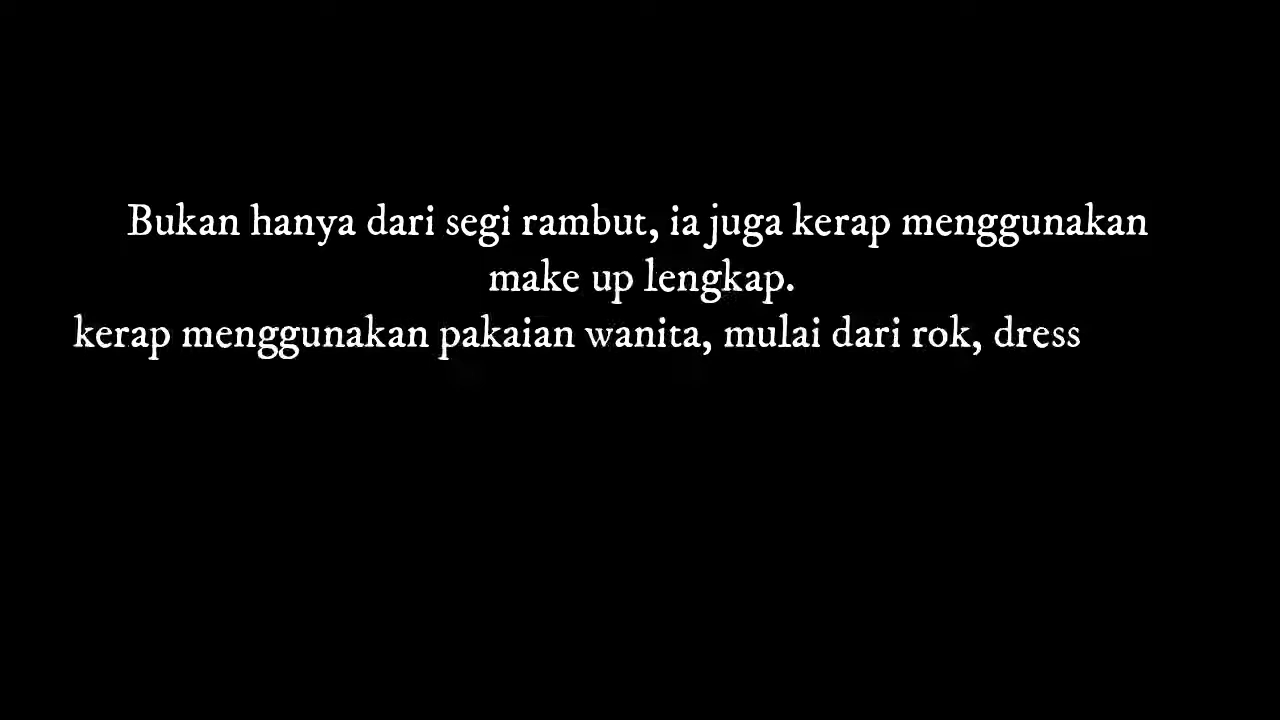 Bukan hanya dari segi rambut, ia juga kerap menggunakan
make up lengkap.
kerap menggunakan pakaian wanita, mulai dari rok, dress